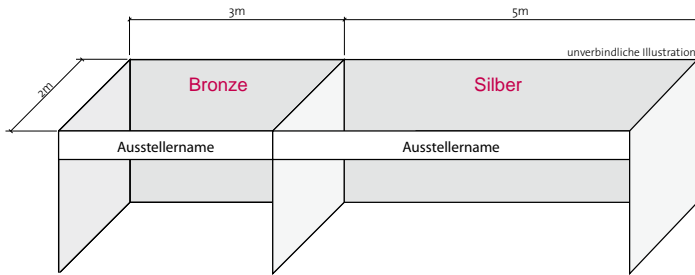 3m
5m
unverbindliche Illustration
2m
Bronze
Silber
Ausstellername
Ausstellername